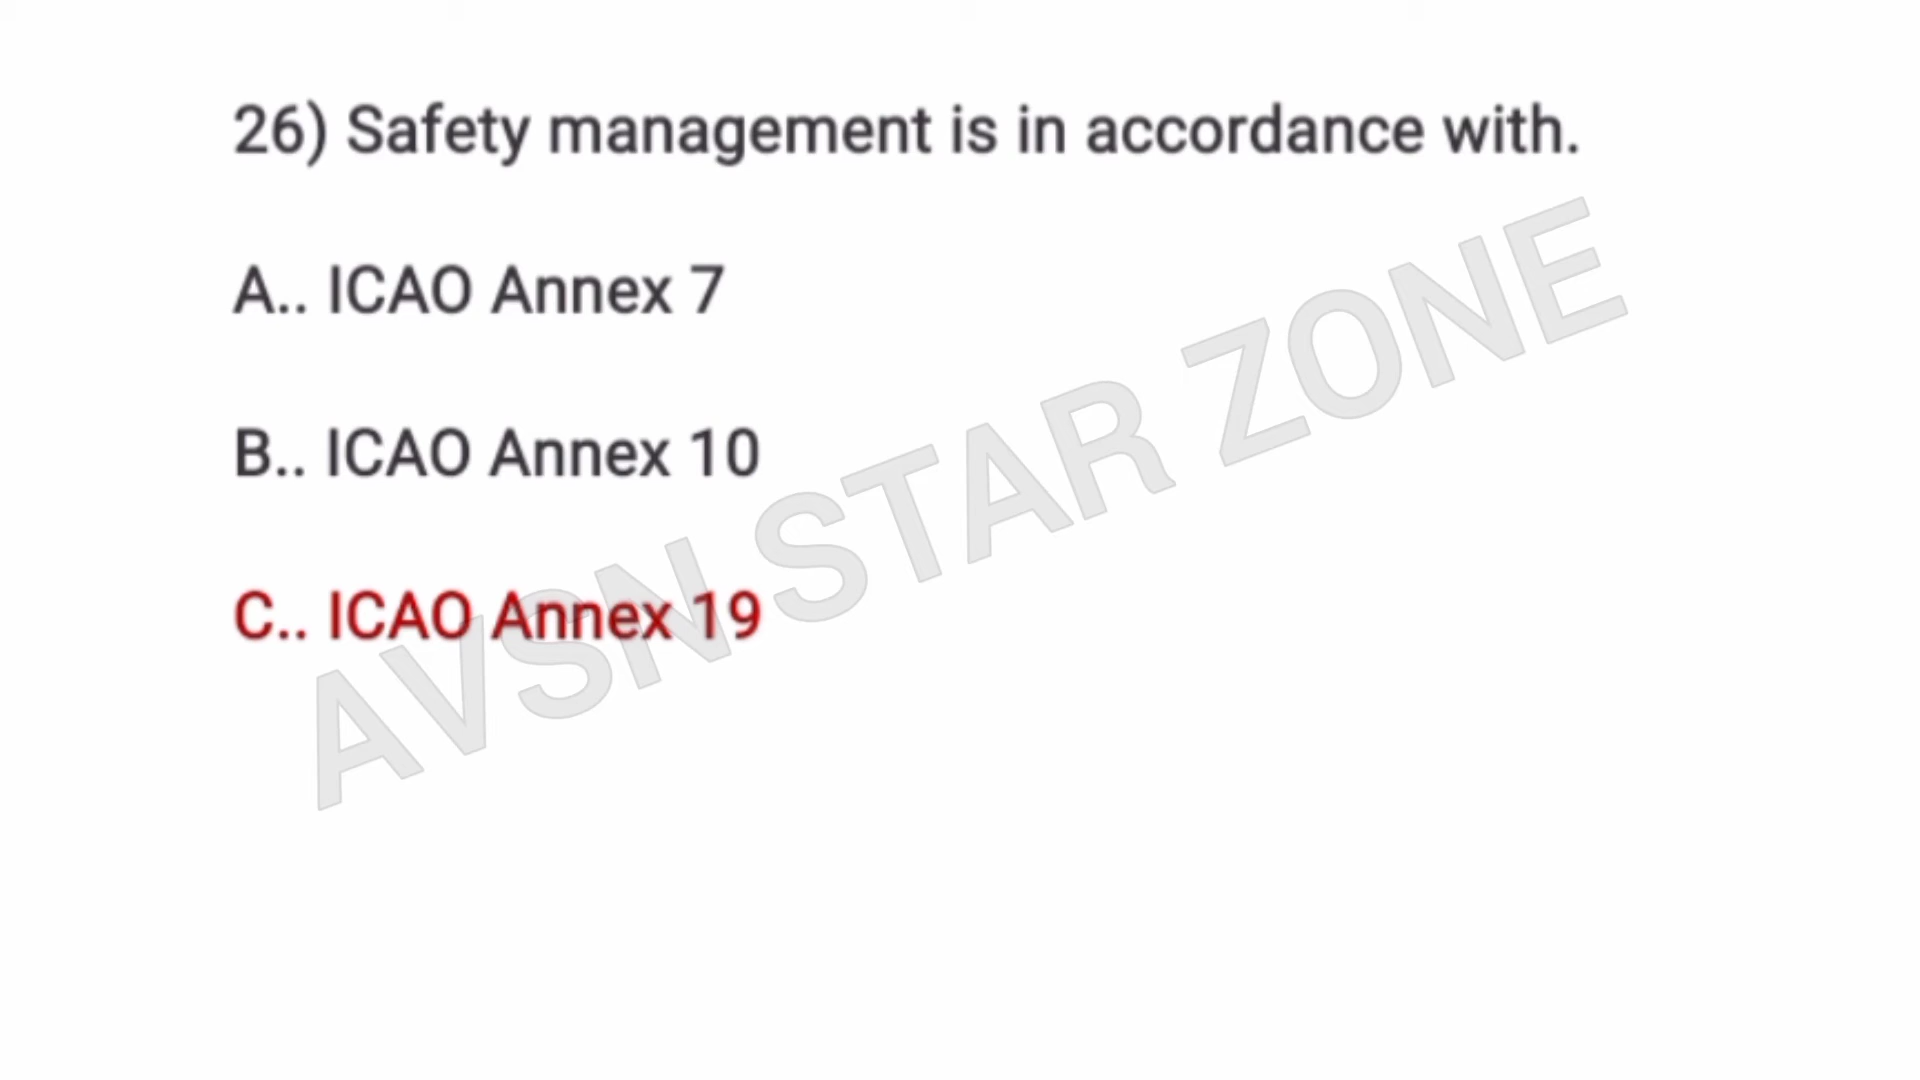 26) Safety management is in accordance with.
A.. ICAO Annex 7
B.. ICAO Annex 10
C.. ICAO Annex 19
AVSN STAR ZONE